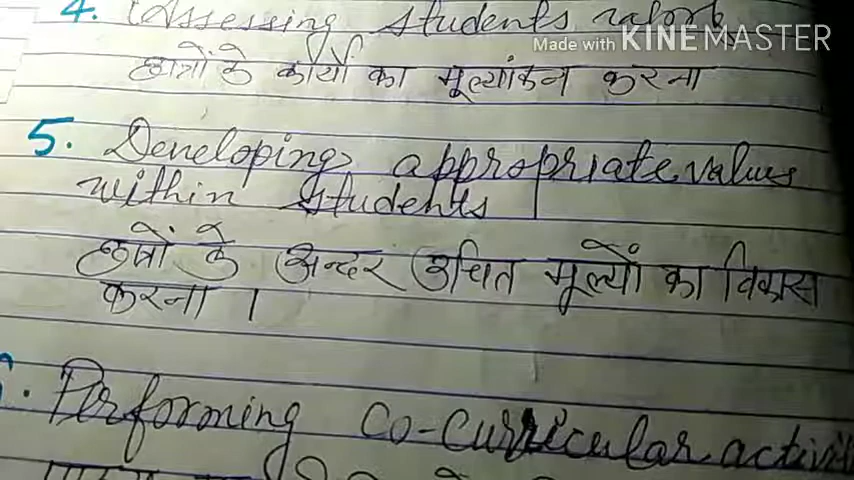 4. Assessing students work
Made with KINEMASTER
छात्रों के कार्यों का मूल्यांकन करना
5. Developing appropriate values
within students
छात्रों के अन्दर उचित मूल्यों का विकास
करना ।
Performing co-curricular activi